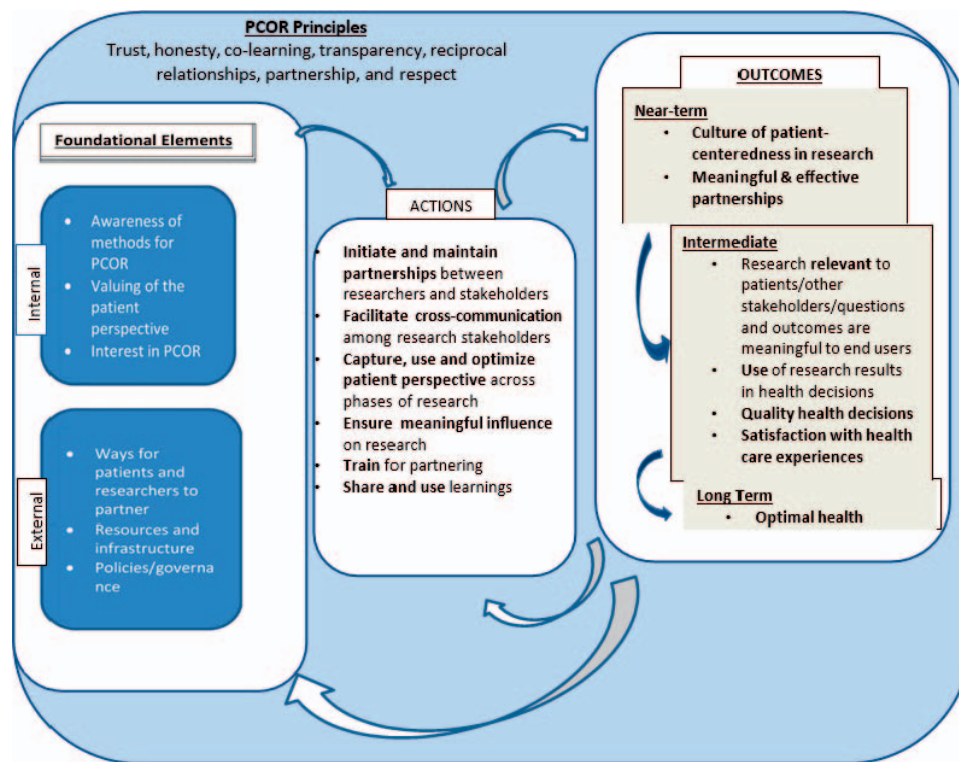 PCOR Principles
Trust, honesty, co-learning, transparency, reciprocal
relationships, partnership, and respect
Foundational Elements
Internal
• Awareness of
methods for
PCOR
• Valuing of the
patient
perspective
• Interest in PCOR
External
• Ways for
patients and
researchers to
partner
• Resources and
infrastructure
• Policies/governa
nce
ACTIONS
• Initiate and maintain
partnerships between
researchers and stakeholders
• Facilitate cross-communication
among research stakeholders
• Capture, use and optimize
patient perspective across
phases of research
• Ensure meaningful influence
on research
• Train for partnering
• Share and use learnings
OUTCOMES
Near-term
• Culture of patient-
centeredness in research
• Meaningful & effective
partnerships
Intermediate
• Research relevant to
patients/other
stakeholders/questions
and outcomes are
meaningful to end users
• Use of research results
in health decisions
• Quality health decisions
• Satisfaction with health
care experiences
Long Term
• Optimal health